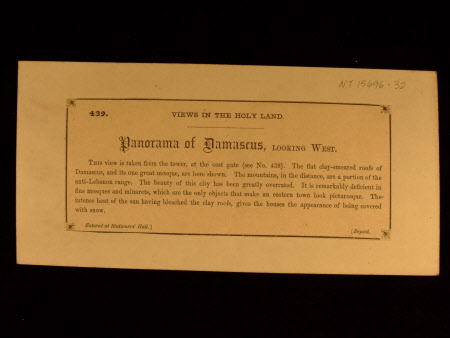 NT 15696-32
439.
VIEWS IN THE HOLY LAND.
Panorama of Damascus, LOOKING WEST.
This view is taken from the tower, at the east gate (see No. 438). The flat clay-smeared roofs of
Damascus, and its one great mosque, are here shown. The mountains, in the distance, are a portion of the
anti-Lebanon range. The beauty of this city has been greatly overrated. It is remarkably deficient in
fine mosques and minarets, which are the only objects that make an eastern town look picturesque. The
intense heat of the sun having bleached the clay roofs, gives the houses the appearance of being covered
with snow.
Entered at Stationers' Hall.]
[Deposé.